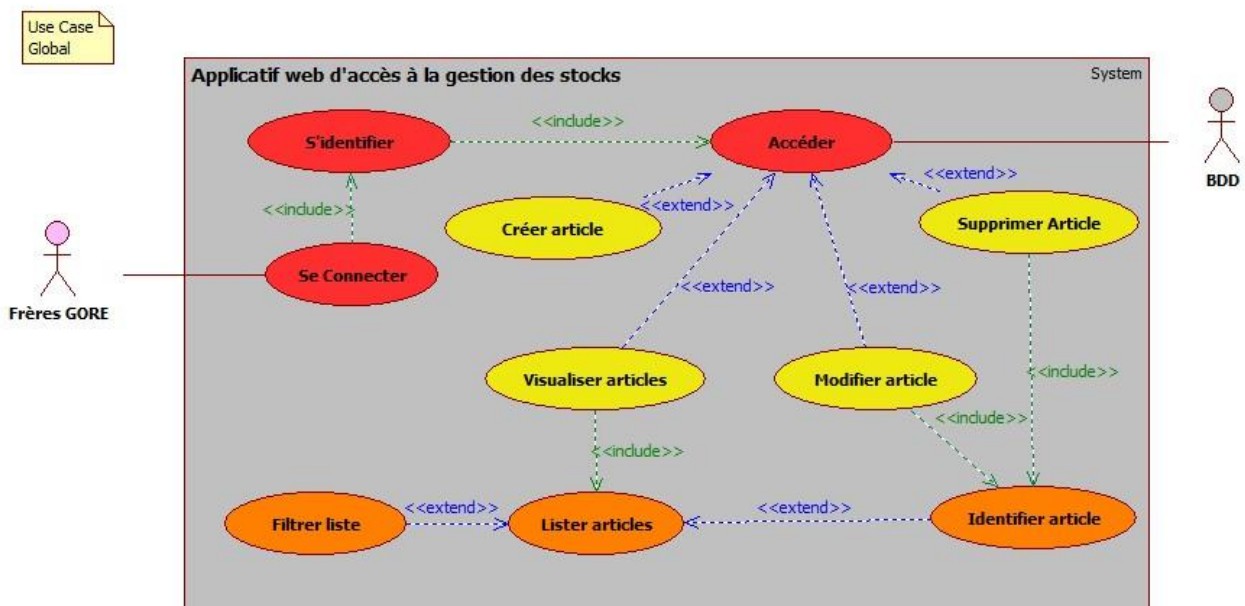 Use Case
Global
Applicatif web d'accès à la gestion des stocks
System
S'identifier
<<include>>
Accéder
BDD
<<include>>
Créer article
<<extend>>
<<extend>>
Supprimer Article
Frères GORE
Se Connecter
<<extend>>
<<extend>>
Visualiser articles
Modifier article
<<include>>
<<include>>
<<include>>
Filtrer liste
<<extend>>
Lister articles
<<extend>>
Identifier article